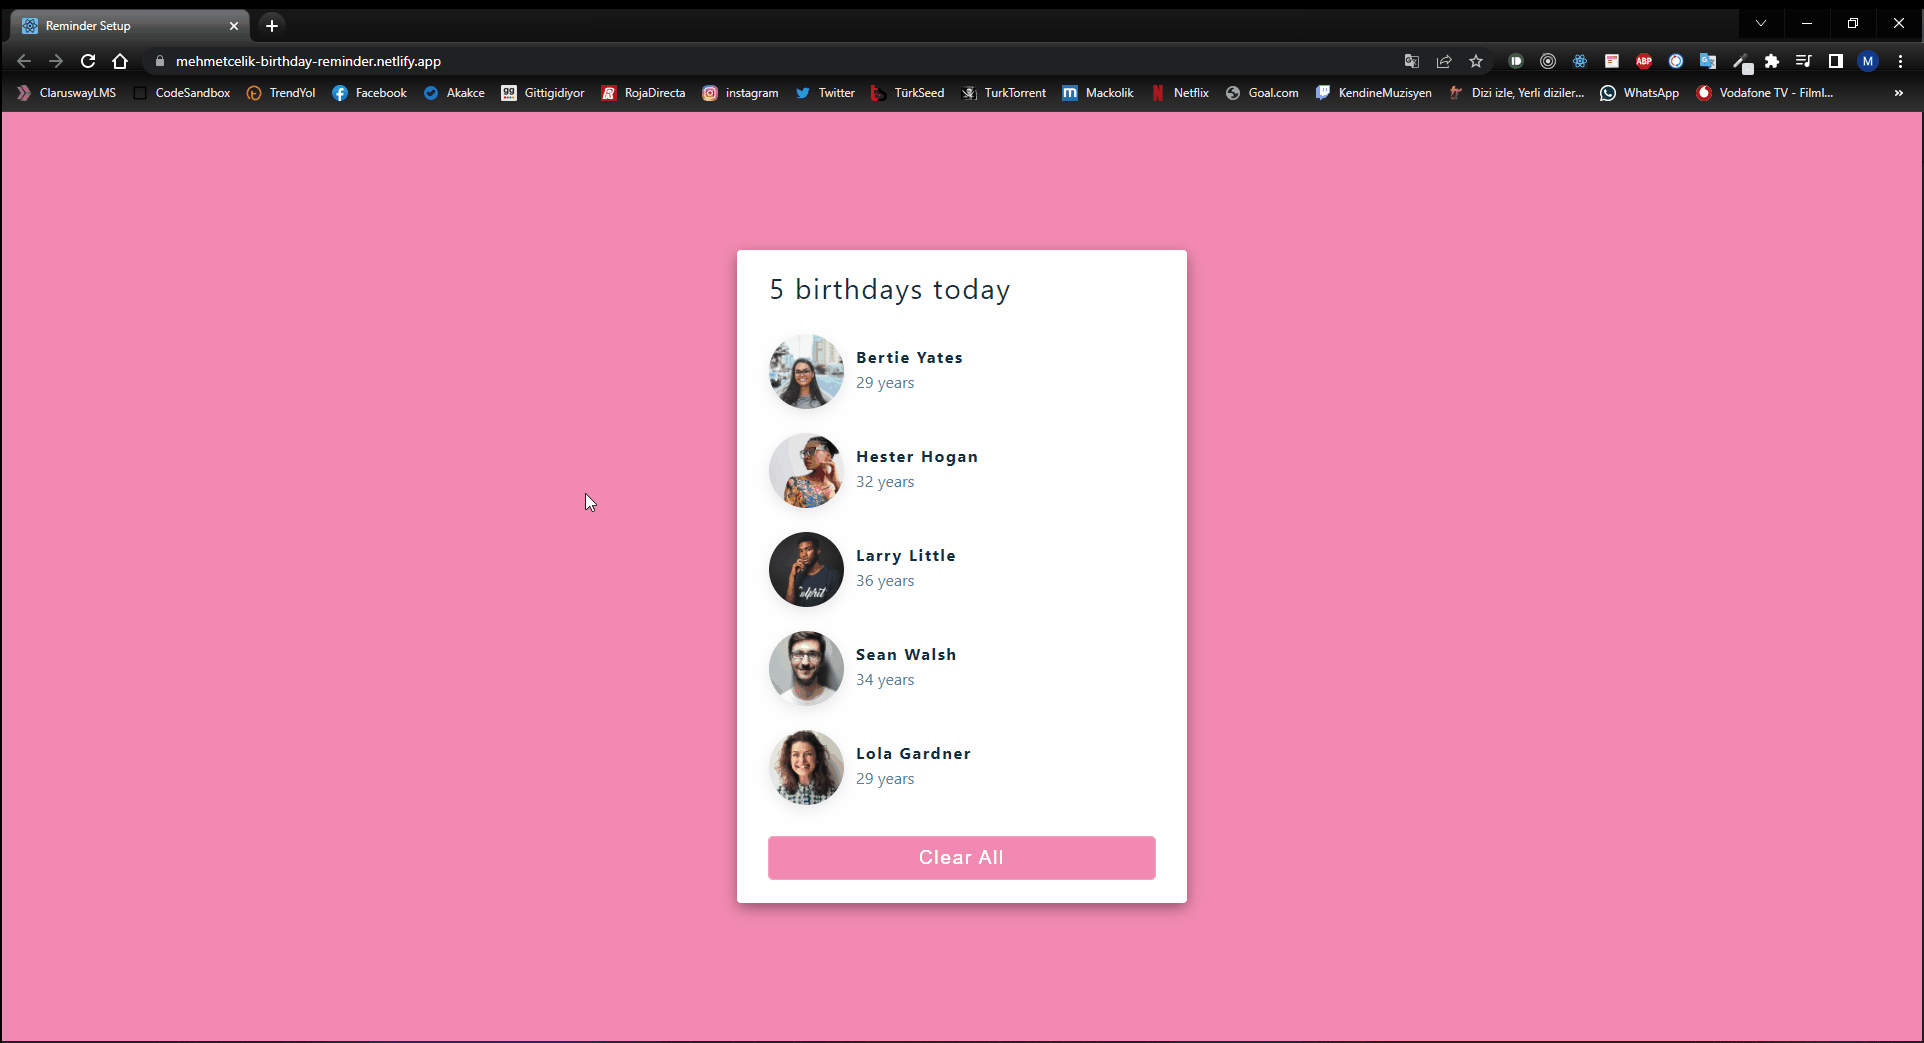 Reminder Setup
mehmetcelik-birthday-reminder.netlify.app
ABP
M
ClaruswayLMS CodeSandbox TrendYol Facebook Akakce gg Gittigidiyor RojaDirecta instagram Twitter TürkSeed TurkTorrent m Mackolik N Netflix Goal.com KendineMuzisyen Dizi izle, Yerli diziler... WhatsApp Vodafone TV - Filml... »
5 birthdays today
Bertie Yates
29 years
Hester Hogan
32 years
Larry Little
36 years
Sean Walsh
34 years
Lola Gardner
29 years
Clear All